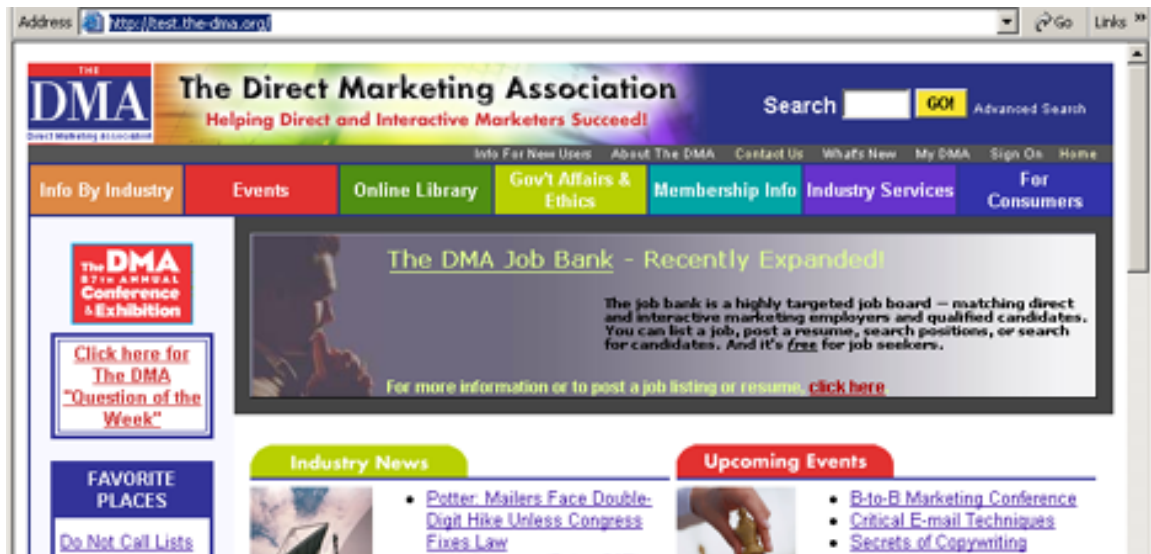 Address http://test.the-dma.org/ Go Links »
THE
DMA
Direct Marketing Association
The Direct Marketing Association
Helping Direct and Interactive Marketers Succeed!
Search GO! Advanced Search
Info For New Users About The DMA Contact Us What's New My DMA Sign On Home
Info By Industry
Events
Online Library
Gov't Affairs &
Ethics
Membership Info
Industry Services
For
Consumers
The DMA
87TH ANNUAL
Conference
& Exhibition
Click here for
The DMA
"Question of the
Week"
FAVORITE
PLACES
Do Not Call Lists
The DMA Job Bank - Recently Expanded!
The job bank is a highly targeted job board — matching direct
and interactive marketing employers and qualified candidates.
You can list a job, post a resume, search positions, or search
for candidates. And it's free for job seekers.
For more information or to post a job listing or resume, click here.
Industry News
Potter: Mailers Face Double-
Digit Hike Unless Congress
Fixes Law
Upcoming Events
B-to-B Marketing Conference
Critical E-mail Techniques
Secrets of Copywriting